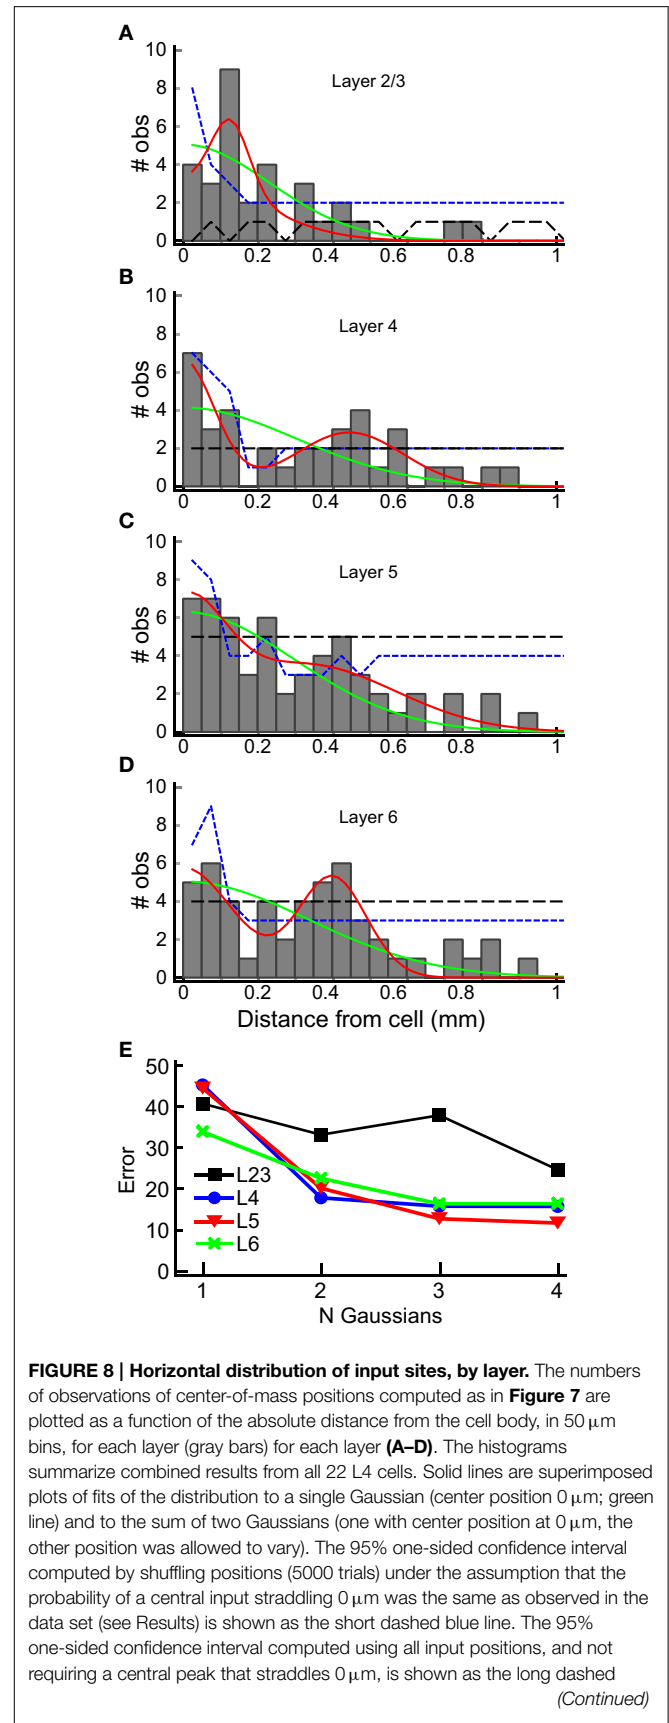 A
10
8
6
4
2
0
# obs
Layer 2/3
0 0.2 0.4 0.6 0.8 1
B
10
8
6
4
2
0
# obs
Layer 4
0 0.2 0.4 0.6 0.8 1
C
10
8
6
4
2
0
# obs
Layer 5
0 0.2 0.4 0.6 0.8 1
D
10
8
6
4
2
0
# obs
Layer 6
0 0.2 0.4 0.6 0.8 1
Distance from cell (mm)
E
50
40
30
20
10
0
Error
L23
L4
L5
L6
1 2 3 4
N Gaussians
FIGURE 8 | Horizontal distribution of input sites, by layer. The numbers
of observations of center-of-mass positions computed as in Figure 7 are
plotted as a function of the absolute distance from the cell body, in 50 μm
bins, for each layer (gray bars) for each layer (A–D). The histograms
summarize combined results from all 22 L4 cells. Solid lines are superimposed
plots of fits of the distribution to a single Gaussian (center position 0 μm; green
line) and to the sum of two Gaussians (one with center position at 0 μm, the
other position was allowed to vary). The 95% one-sided confidence interval
computed by shuffling positions (5000 trials) under the assumption that the
probability of a central input straddling 0 μm was the same as observed in the
data set (see Results) is shown as the short dashed blue line. The 95%
one-sided confidence interval computed using all input positions, and not
requiring a central peak that straddles 0 μm, is shown as the long dashed
(Continued)